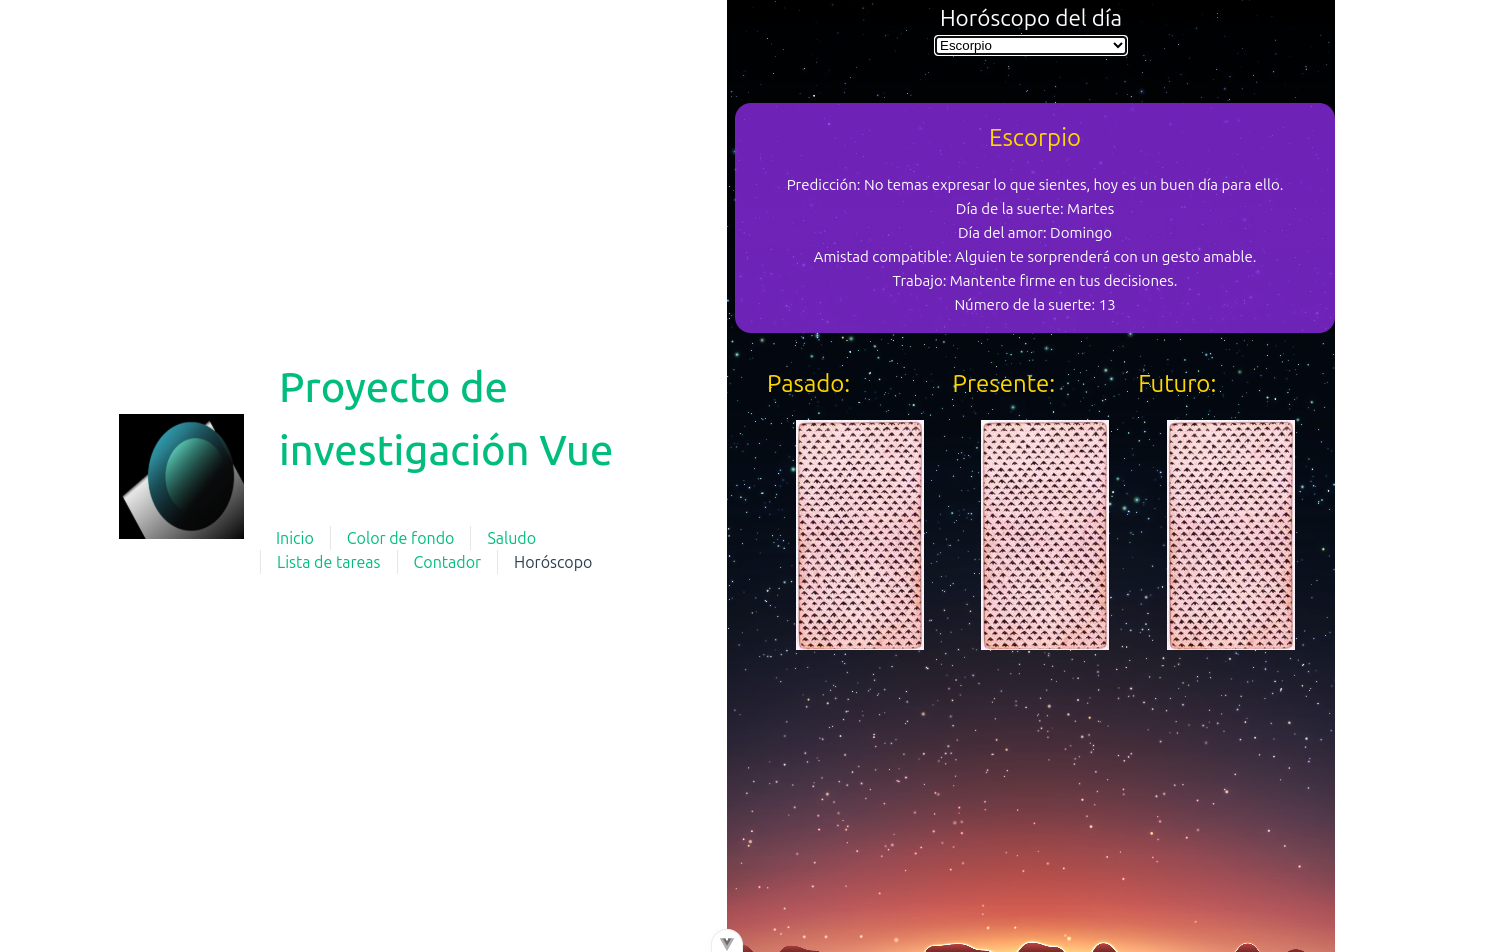 Proyecto de
investigación Vue
Inicio
Color de fondo
Saludo
Lista de tareas
Contador
Horóscopo
Horóscopo del día
Escorpio
Escorpio
Predicción: No temas expresar lo que sientes, hoy es un buen día para ello.
Día de la suerte: Martes
Día del amor: Domingo
Amistad compatible: Alguien te sorprenderá con un gesto amable.
Trabajo: Mantente firme en tus decisiones.
Número de la suerte: 13
Pasado:
Presente:
Futuro: